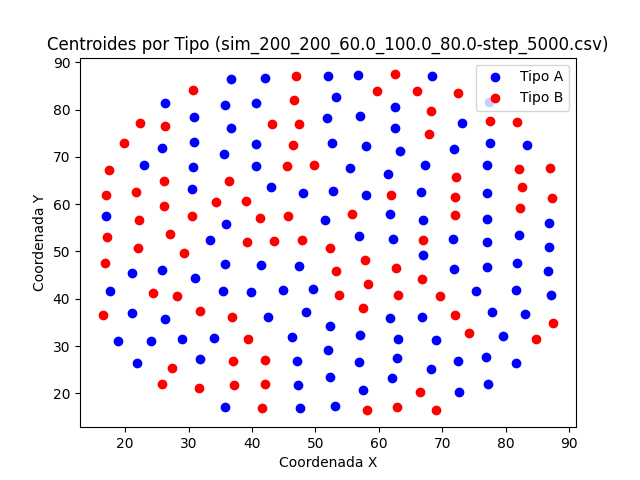 Centroides por Tipo (sim_200_200_60.0_100.0_80.0-step_5000.csv)
Tipo A
Tipo B
90
80
70
60
50
40
30
20
Coordenada Y
20 30 40 50 60 70 80 90
Coordenada X